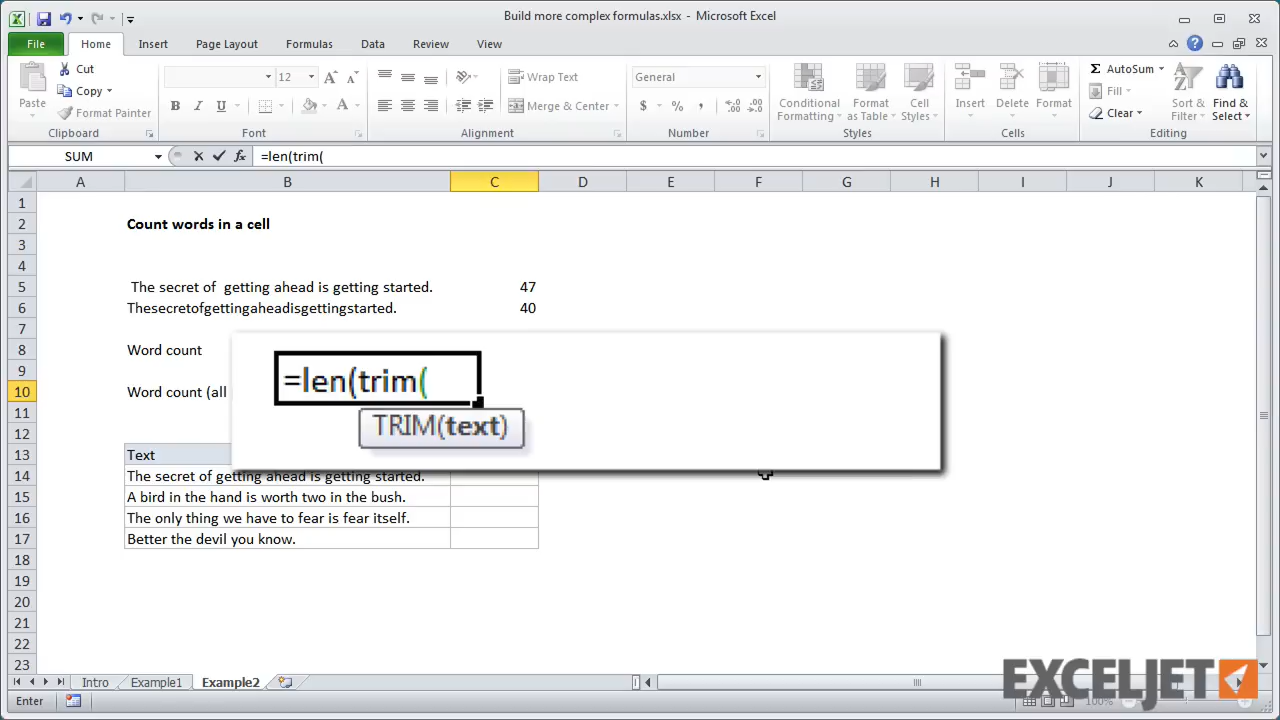 Build more complex formulas.xlsx - Microsoft Excel
File Home Insert Page Layout Formulas Data Review View
Paste
Cut
Copy
Format Painter
Clipboard
12
B I U
Font
Wrap Text
Merge & Center
Alignment
General
$ % ,
Number
Conditional Formatting
Format as Table
Cell Styles
Styles
Insert
Delete
Format
Cells
AutoSum
Fill
Clear
Sort & Filter
Find & Select
Editing
SUM fx =len(trim(
A B C D E F G H I J K
1
2 Count words in a cell
3
4
5 The secret of  getting ahead is getting started. 47
6 Thesecretofgettingaheadisgettingstarted. 40
7
8 Word count
9
=len(trim(
10 Word count (all
TRIM(text)
11
12
13 Text
14 The secret of getting ahead is getting started.
15 A bird in the hand is worth two in the bush.
16 The only thing we have to fear is fear itself.
17 Better the devil you know.
18
19
20
21
22
23
Intro Example1 Example2
EXCELJET
Enter
100%